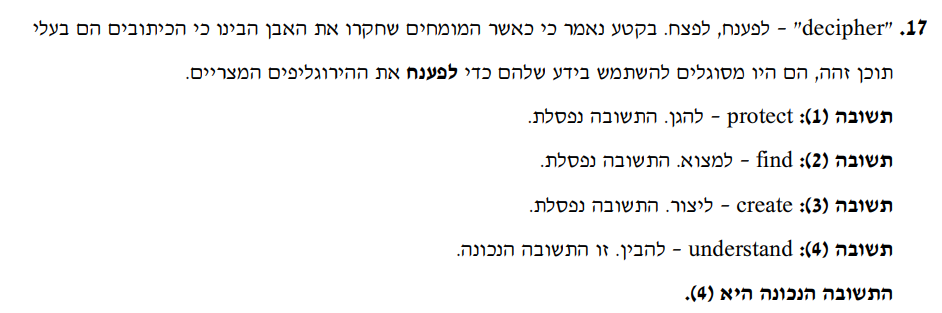 17. "decipher" – לפענח, לפצח. בקטע נאמר כי כאשר המומחים שחקרו את האבן הבינו כי הכיתובים הם בעלי
תוכן זהה, הם היו מסוגלים להשתמש בידע שלהם כדי לפענח את ההירוגליפים המצריים.
תשובה (1): protect – להגן. התשובה נפסלת.
תשובה (2): find – למצוא. התשובה נפסלת.
תשובה (3): create – ליצור. התשובה נפסלת.
תשובה (4): understand – להבין. זו התשובה הנכונה.
התשובה הנכונה היא (4).